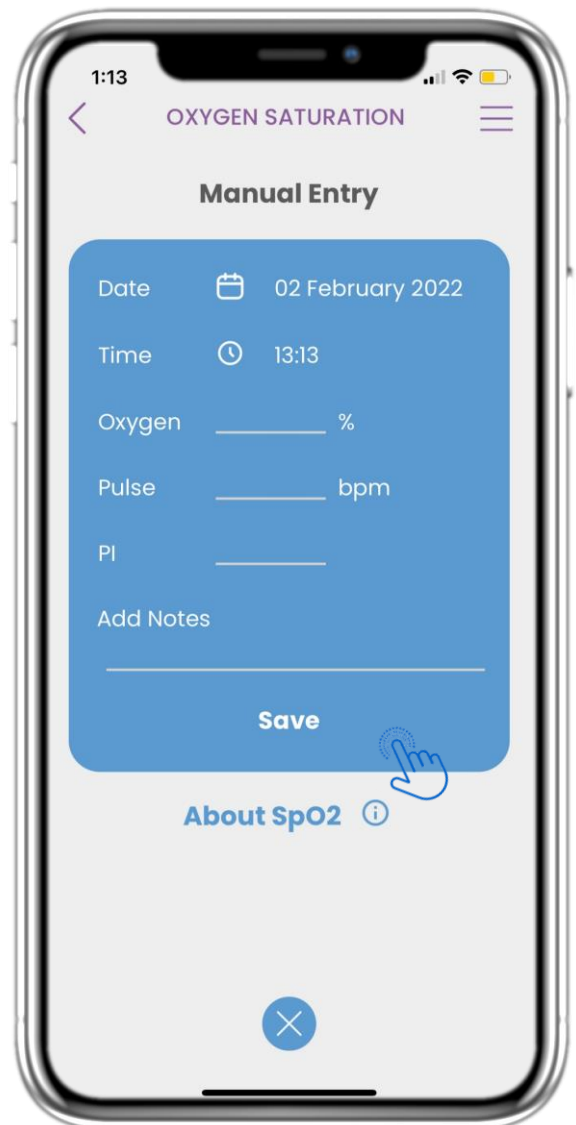 1:13
OXYGEN SATURATION
Manual Entry
Date 02 February 2022
Time 13:13
Oxygen %
Pulse bpm
PI
Add Notes
Save
About SpO2